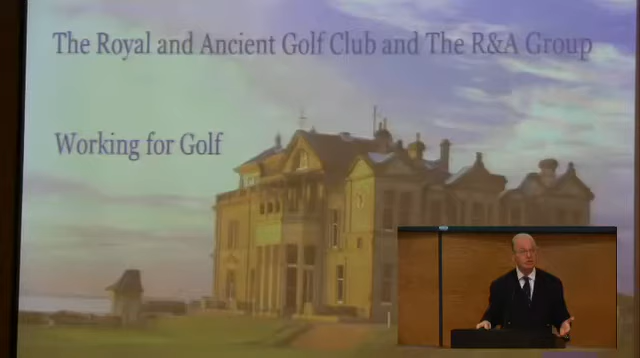 The Royal and Ancient Golf Club and The R&A Group
Working for Golf